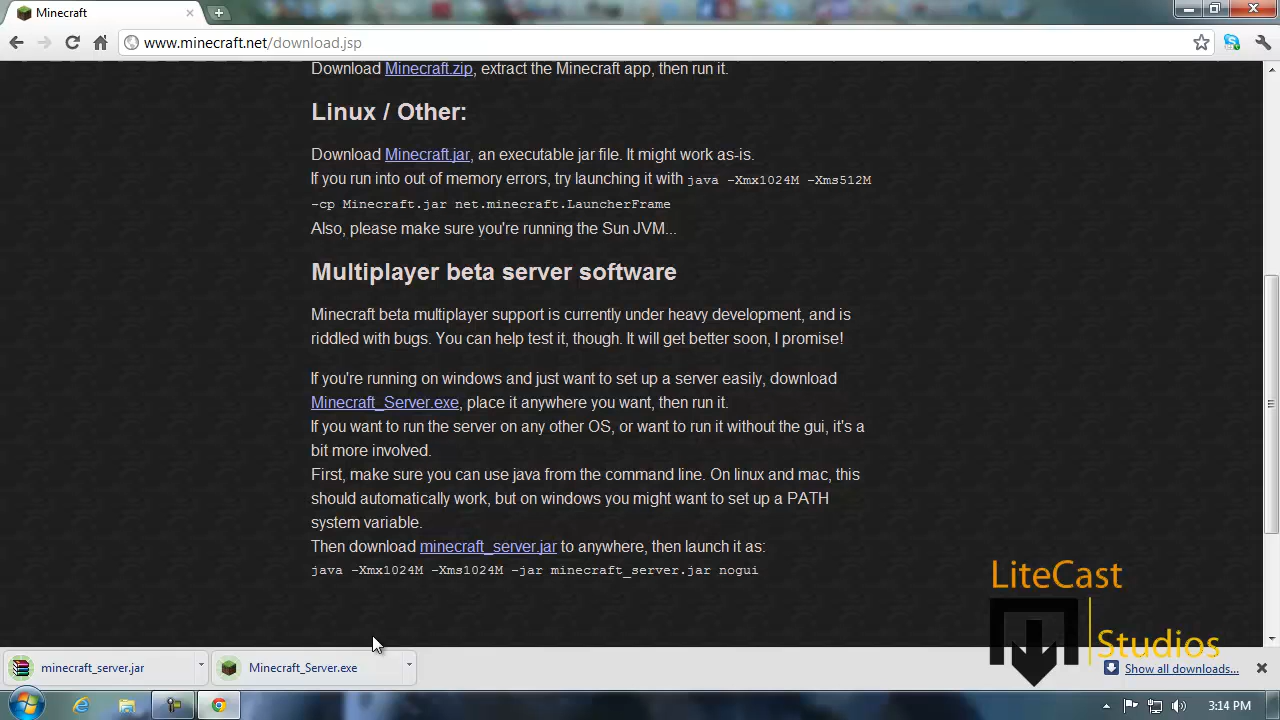 Minecraft
www.minecraft.net/download.jsp
Download Minecraft.zip, extract the Minecraft app, then run it.
Linux / Other:
Download Minecraft.jar, an executable jar file. It might work as-is.
If you run into out of memory errors, try launching it with java -Xmx1024M -Xms512M
-cp Minecraft.jar net.minecraft.LauncherFrame
Also, please make sure you're running the Sun JVM...
Multiplayer beta server software
Minecraft beta multiplayer support is currently under heavy development, and is
riddled with bugs. You can help test it, though. It will get better soon, I promise!
If you're running on windows and just want to set up a server easily, download
Minecraft_Server.exe, place it anywhere you want, then run it.
If you want to run the server on any other OS, or want to run it without the gui, it's a
bit more involved.
First, make sure you can use java from the command line. On linux and mac, this
should automatically work, but on windows you might want to set up a PATH
system variable.
Then download minecraft_server.jar to anywhere, then launch it as:
java -Xmx1024M -Xms1024M -jar minecraft_server.jar nogui
LiteCast
Studios
minecraft_server.jar
Minecraft_Server.exe
Show all downloads...
3:14 PM